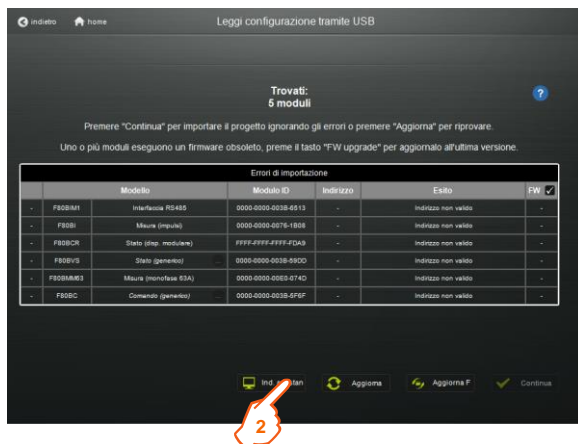 indietro
home
Leggi configurazione tramite USB
Trovati:
5 moduli
?
Premere "Continua" per importare il progetto ignorando gli errori o premere "Aggiorna" per riprovare.
Uno o più moduli eseguono un firmware obsoleto, preme il tasto "FW upgrade" per aggiornalo all'ultima versione.
Errori di importazione
Modello Modulo ID Indirizzo Esito FW
- F80BIM1 Interfaccia RS485 0000-0000-003B-6513 - Indirizzo non valido -
- F80BI Misura (impulsi) 0000-0000-0076-1B08 - Indirizzo non valido -
- F80BCR Stato (disp. modulare) FFFF-FFFF-FFFF-FDA9 - Indirizzo non valido -
- F80BVS Stato (generico) 0000-0000-003B-59DD - Indirizzo non valido -
- F80BMM63 Misura (monofase 63A) 0000-0000-00E0-074D - Indirizzo non valido -
- F80BC Comando (generico) 0000-0000-003B-5F6F - Indirizzo non valido -
Ind. Aggiorna Aggiorna F Continua
2